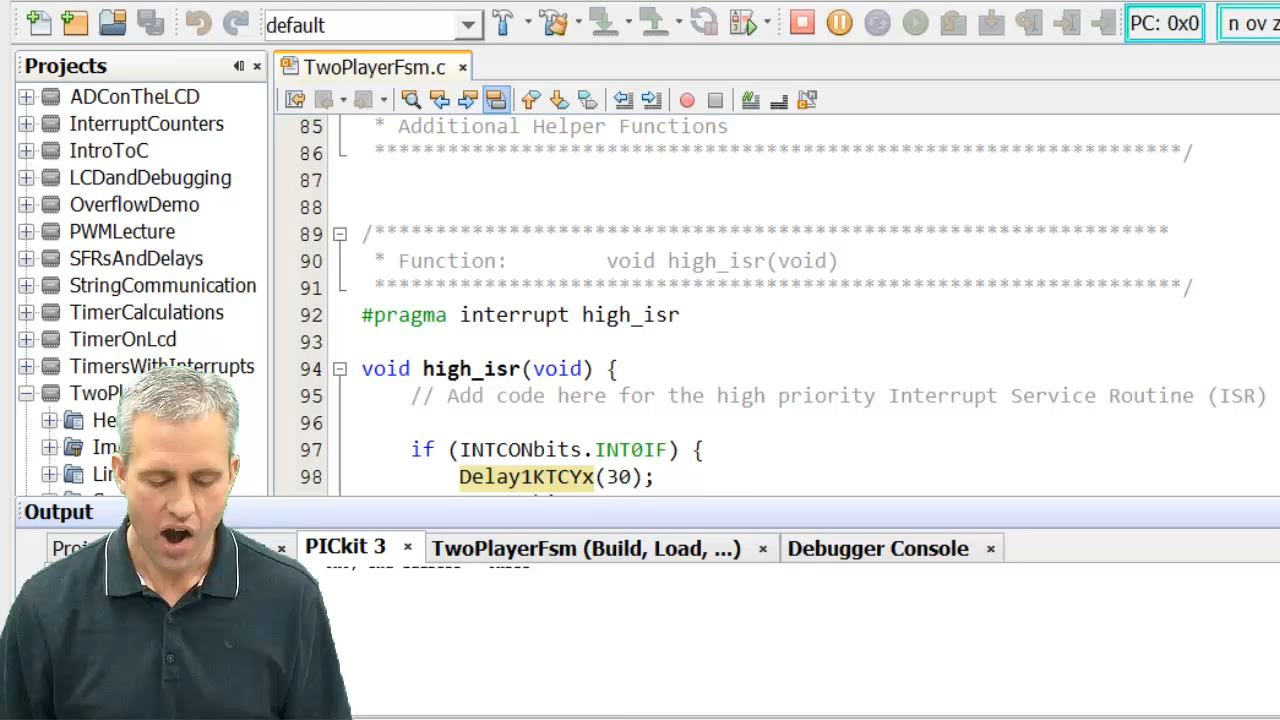 default
PC: 0x0
n ov z
Projects
TwoPlayerFsm.c
ADConTheLCD
InterruptCounters
IntroToC
LCDandDebugging
OverflowDemo
PWMLecture
SFRsAndDelays
StringCommunication
TimerCalculations
TimerOnLcd
TimersWithInterrupts
TwoPl
He
Im
Lin
85 * Additional Helper Functions
86 ******************************************************************/
87
88
89 /*****************************************************************
90 * Function: void high_isr(void)
91 ******************************************************************/
92 #pragma interrupt high_isr
93
94 void high_isr(void) {
95 // Add code here for the high priority Interrupt Service Routine (ISR)
96
97 if (INTCONbits.INT0IF) {
98 Delay1KTCYx(30);
Output
Proj
PICkit 3
TwoPlayerFsm (Build, Load, ...)
Debugger Console